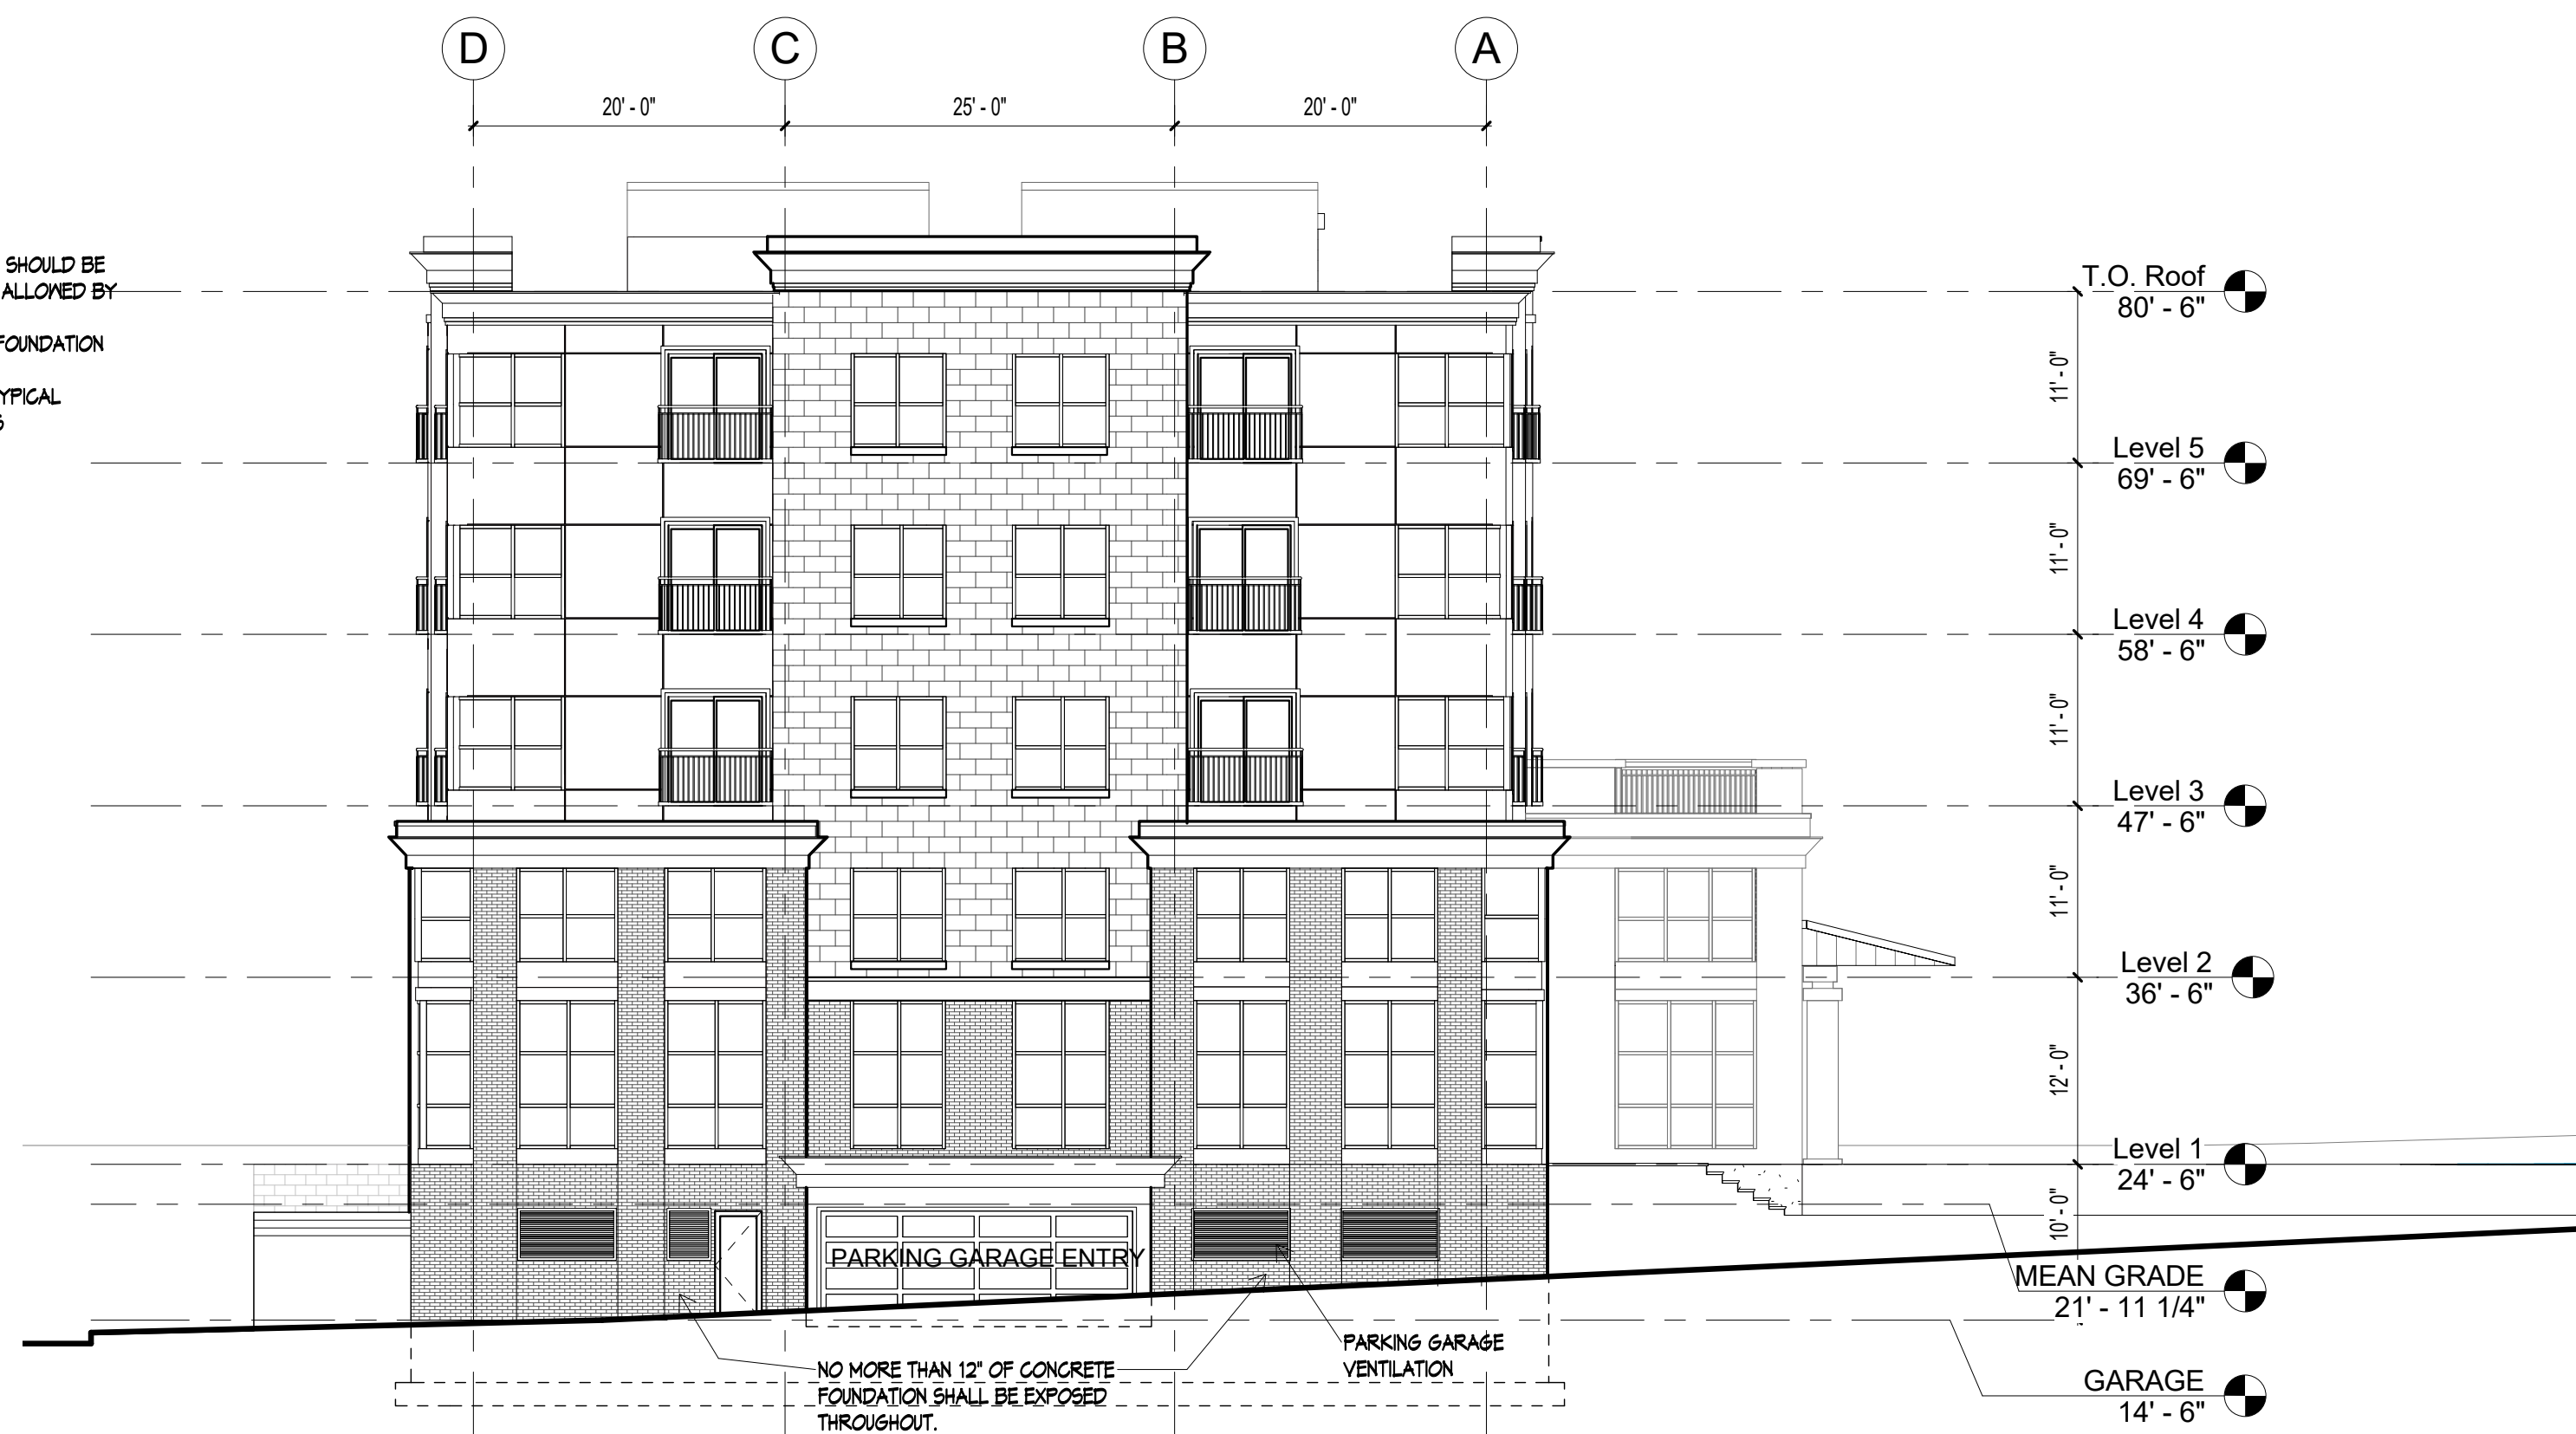 D
C
B
A
20' - 0"
25' - 0"
20' - 0"
SHOULD BE
ALLOWED BY
FOUNDATION
YPICAL
S
T.O. Roof
80' - 6"
11' - 0"
Level 5
69' - 6"
11' - 0"
Level 4
58' - 6"
11' - 0"
Level 3
47' - 6"
11' - 0"
Level 2
36' - 6"
12' - 0"
Level 1
24' - 6"
10' - 0"
MEAN GRADE
21' - 11 1/4"
GARAGE
14' - 6"
PARKING GARAGE ENTRY
PARKING GARAGE
VENTILATION
NO MORE THAN 12" OF CONCRETE
FOUNDATION SHALL BE EXPOSED
THROUGHOUT.